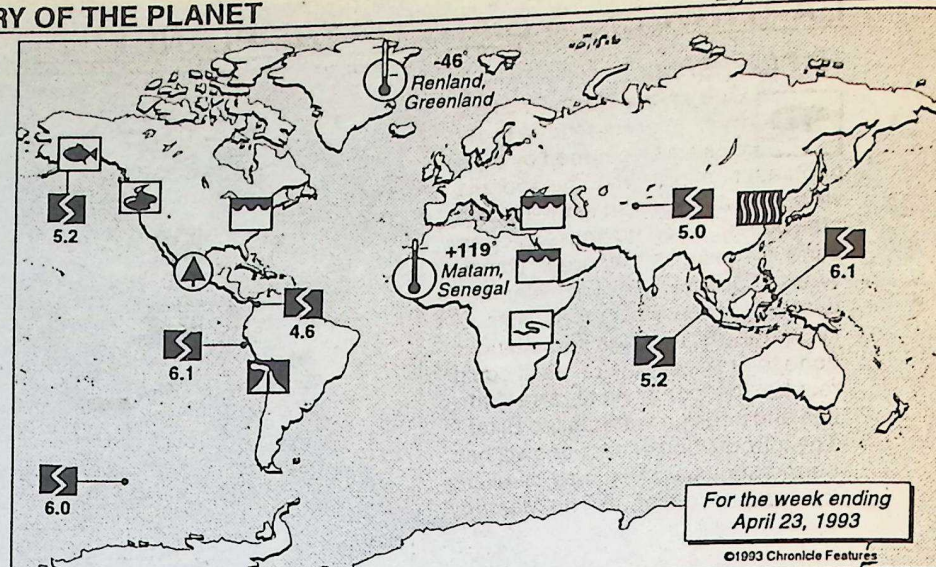 RY OF THE PLANET
-46°
Renland,
Greenland
5.2
5.0
+119°
Matam,
Senegal
6.1
4.6
6.1
5.2
6.0
For the week ending
April 23, 1993
©1993 Chronicle Features